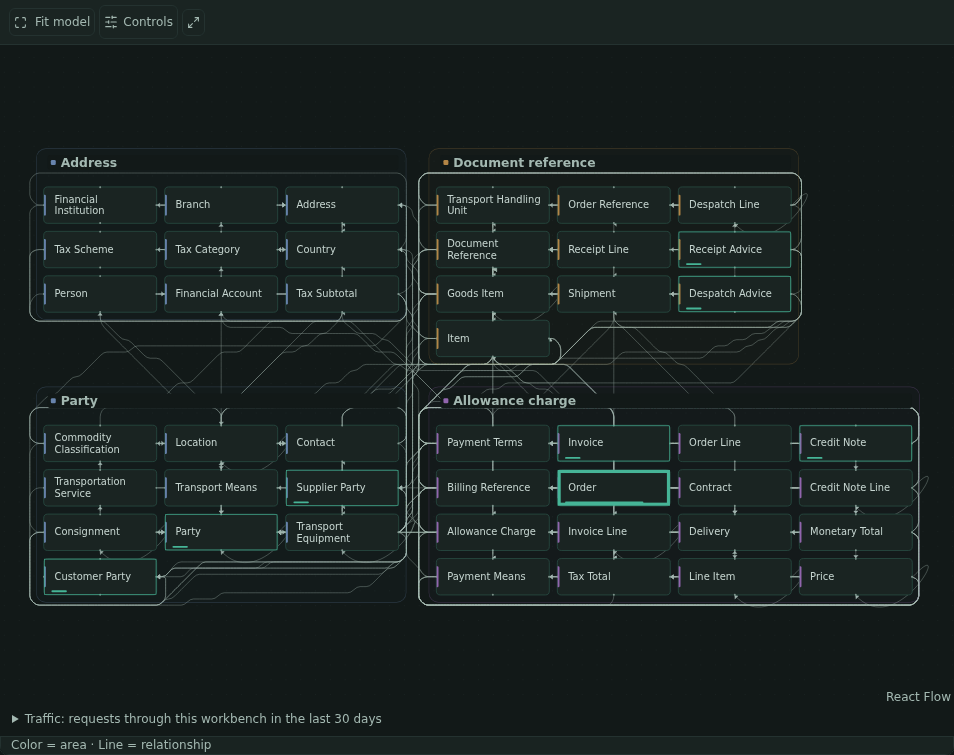 Fit model
Controls
Address
Financial
Institution
Branch
Address
Tax Scheme
Tax Category
Country
Person
Financial Account
Tax Subtotal
Document reference
Transport Handling
Unit
Order Reference
Despatch Line
Document
Reference
Receipt Line
Receipt Advice
Goods Item
Shipment
Despatch Advice
Item
Party
Commodity
Classification
Location
Contact
Transportation
Service
Transport Means
Supplier Party
Consignment
Party
Transport
Equipment
Customer Party
Allowance charge
Payment Terms
Invoice
Order Line
Credit Note
Billing Reference
Order
Contract
Credit Note Line
Allowance Charge
Invoice Line
Delivery
Monetary Total
Payment Means
Tax Total
Line Item
Price
React Flow
Traffic: requests through this workbench in the last 30 days
Color = area · Line = relationship